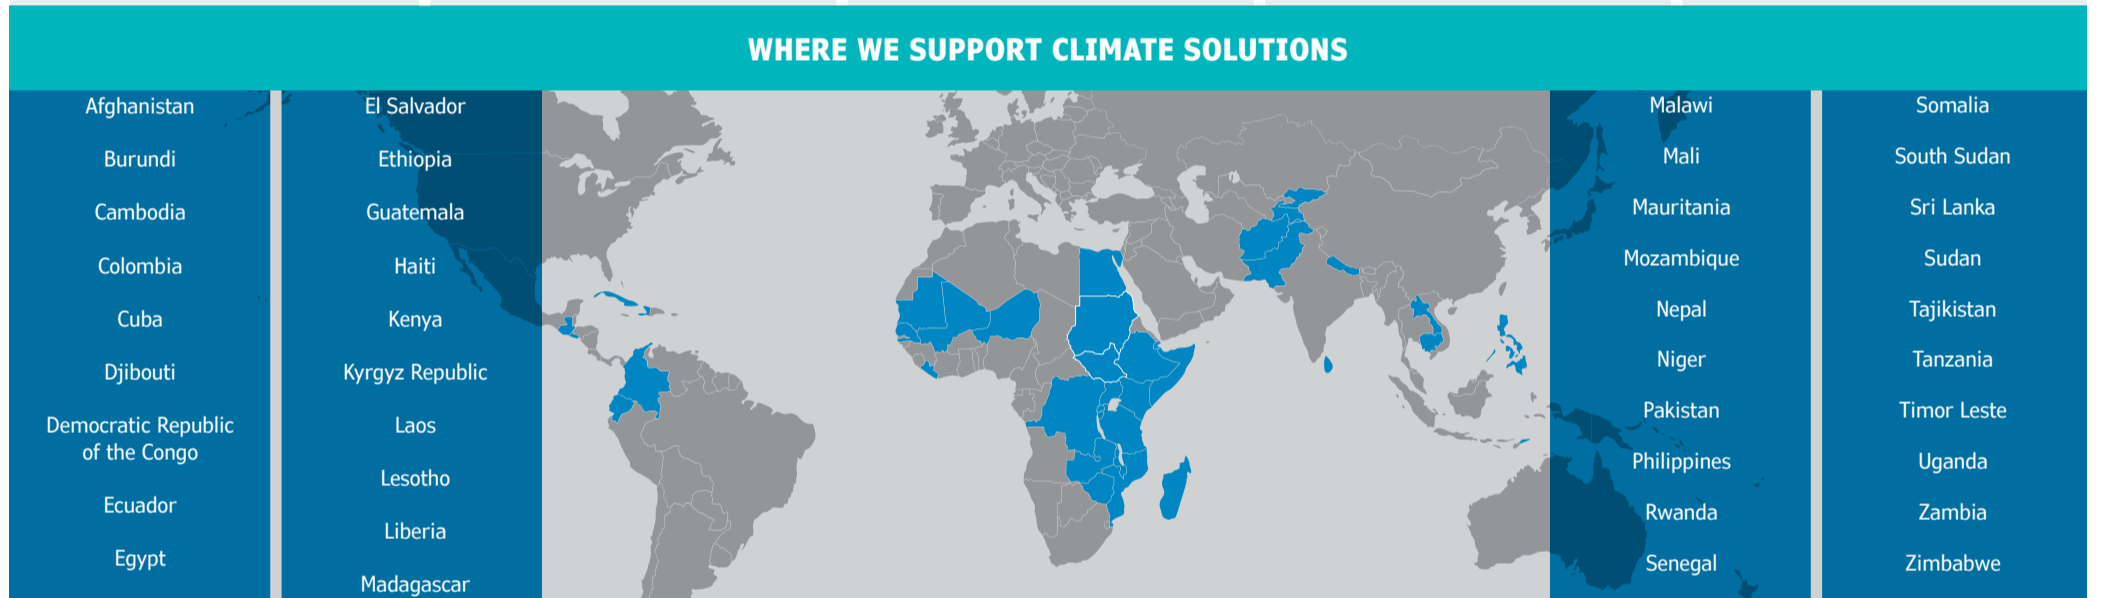 WHERE WE SUPPORT CLIMATE SOLUTIONS
Afghanistan
Burundi
Cambodia
Colombia
Cuba
Djibouti
Democratic Republic
of the Congo
Ecuador
Egypt
El Salvador
Ethiopia
Guatemala
Haiti
Kenya
Kyrgyz Republic
Laos
Lesotho
Liberia
Madagascar
Malawi
Mali
Mauritania
Mozambique
Nepal
Niger
Pakistan
Philippines
Rwanda
Senegal
Somalia
South Sudan
Sri Lanka
Sudan
Tajikistan
Tanzania
Timor Leste
Uganda
Zambia
Zimbabwe